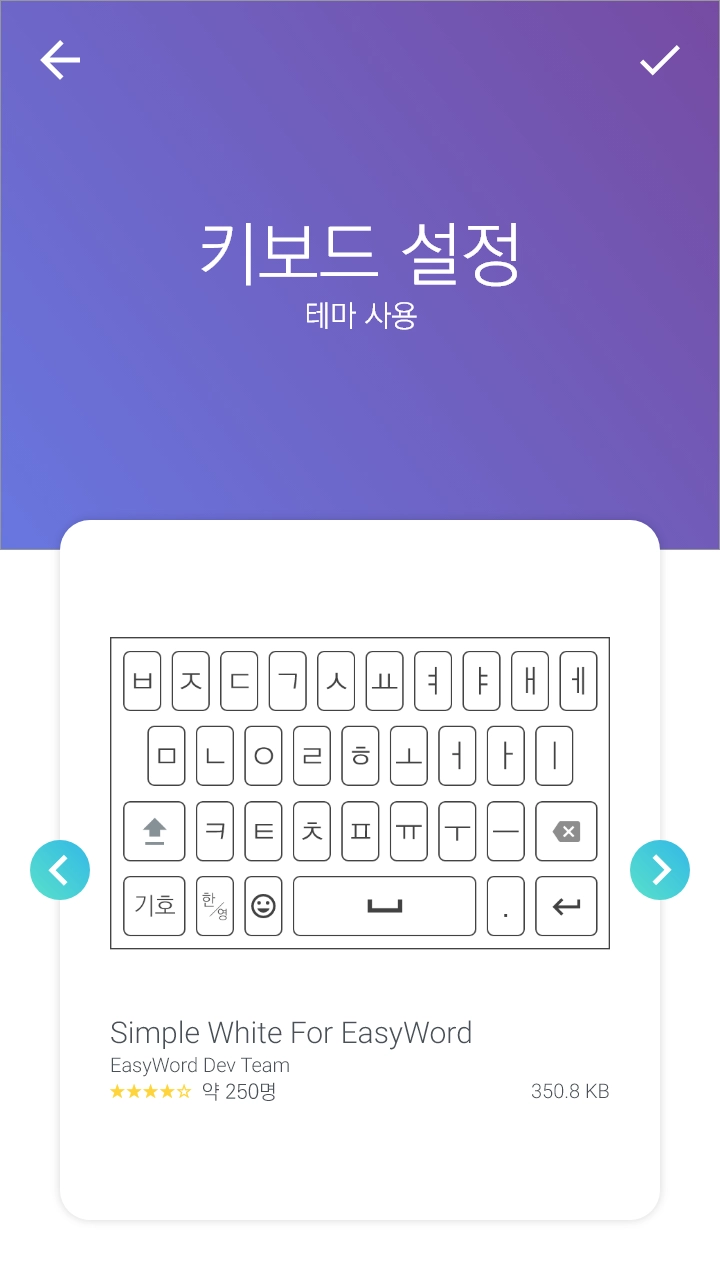 키보드 설정
테마 사용
ㅂ ㅈ ㄷ ㄱ ㅅ ㅛ ㅕ ㅑ ㅐ ㅔ
ㅁ ㄴ ㅇ ㄹ ㅎ ㅗ ㅓ ㅏ ㅣ
ㅋ ㅌ ㅊ ㅍ ㅠ ㅜ ㅡ
기호 한/영 .
Simple White For EasyWord
EasyWord Dev Team
★★★★☆ 약 250명 350.8 KB